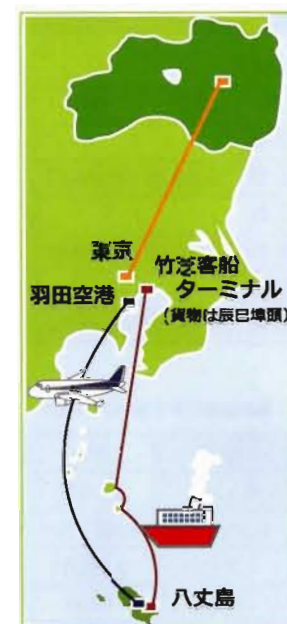 東京
竹芝客船
ターミナル
(貨物は辰巳埠頭)
羽田空港
八丈島